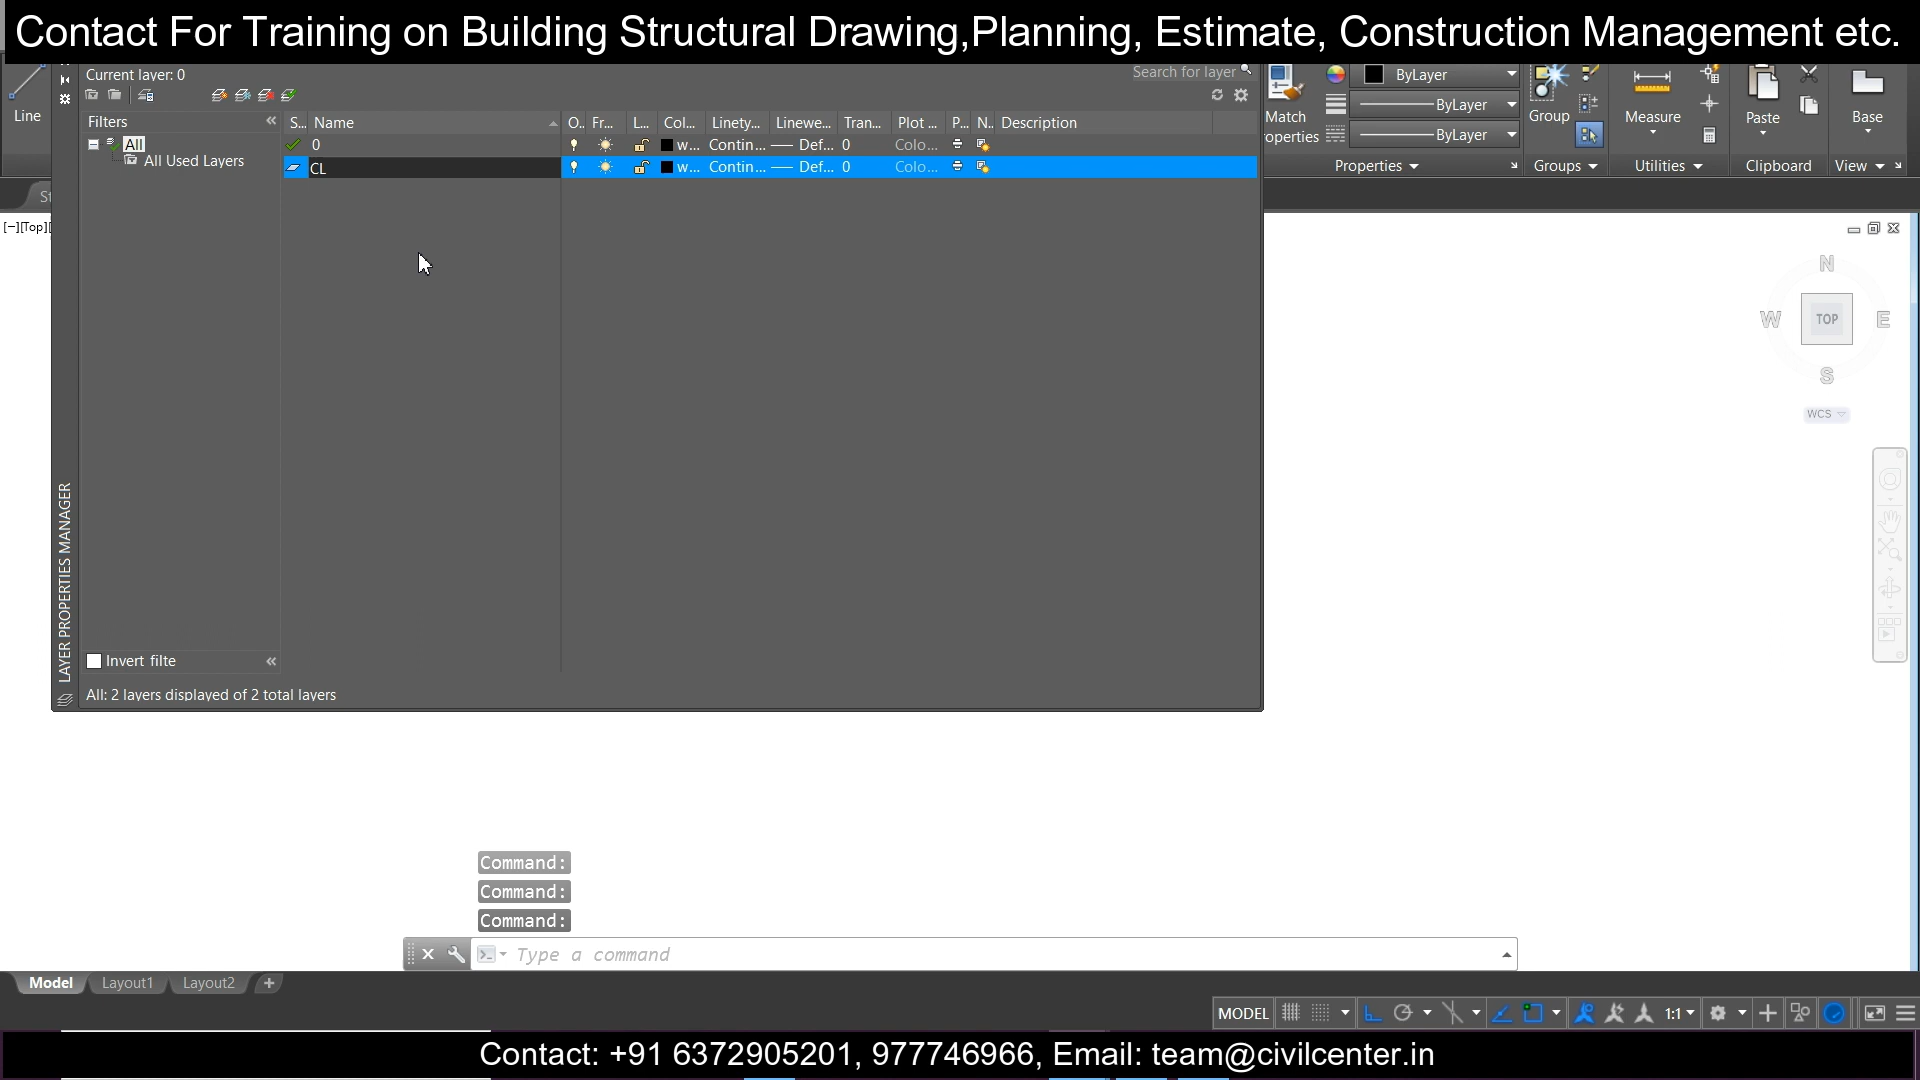 Contact For Training on Building Structural Drawing,Planning, Estimate, Construction Management etc.
Current layer: 0
Search for layer
Line
Match
ByLayer
ByLayer
ByLayer
Group
Measure
Paste
Base
Properties
Groups
Utilities
Clipboard
View
Filters
S... Name O.. Fr... L... Col... Linety... Linewe... Tran... Plot ... P... N.. Description
All
0 w... Contin... Def... 0 Colo...
All Used Layers
CL w... Contin... Def... 0 Colo...
[−][Top][
N
W TOP E
S
WCS
LAYER PROPERTIES MANAGER
Invert filte
All: 2 layers displayed of 2 total layers
Command:
Command:
Command:
Type a command
Model Layout1 Layout2
MODEL 1:1
Contact: +91 6372905201, 977746966, Email: team@civilcenter.in